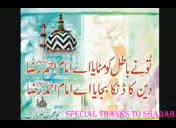 تو نے باطل کو مٹایا اے امام احمد رضا
دین کا ڈنکا بجایا اے امام احمد رضا
SPECIAL THANKS TO SHADAB